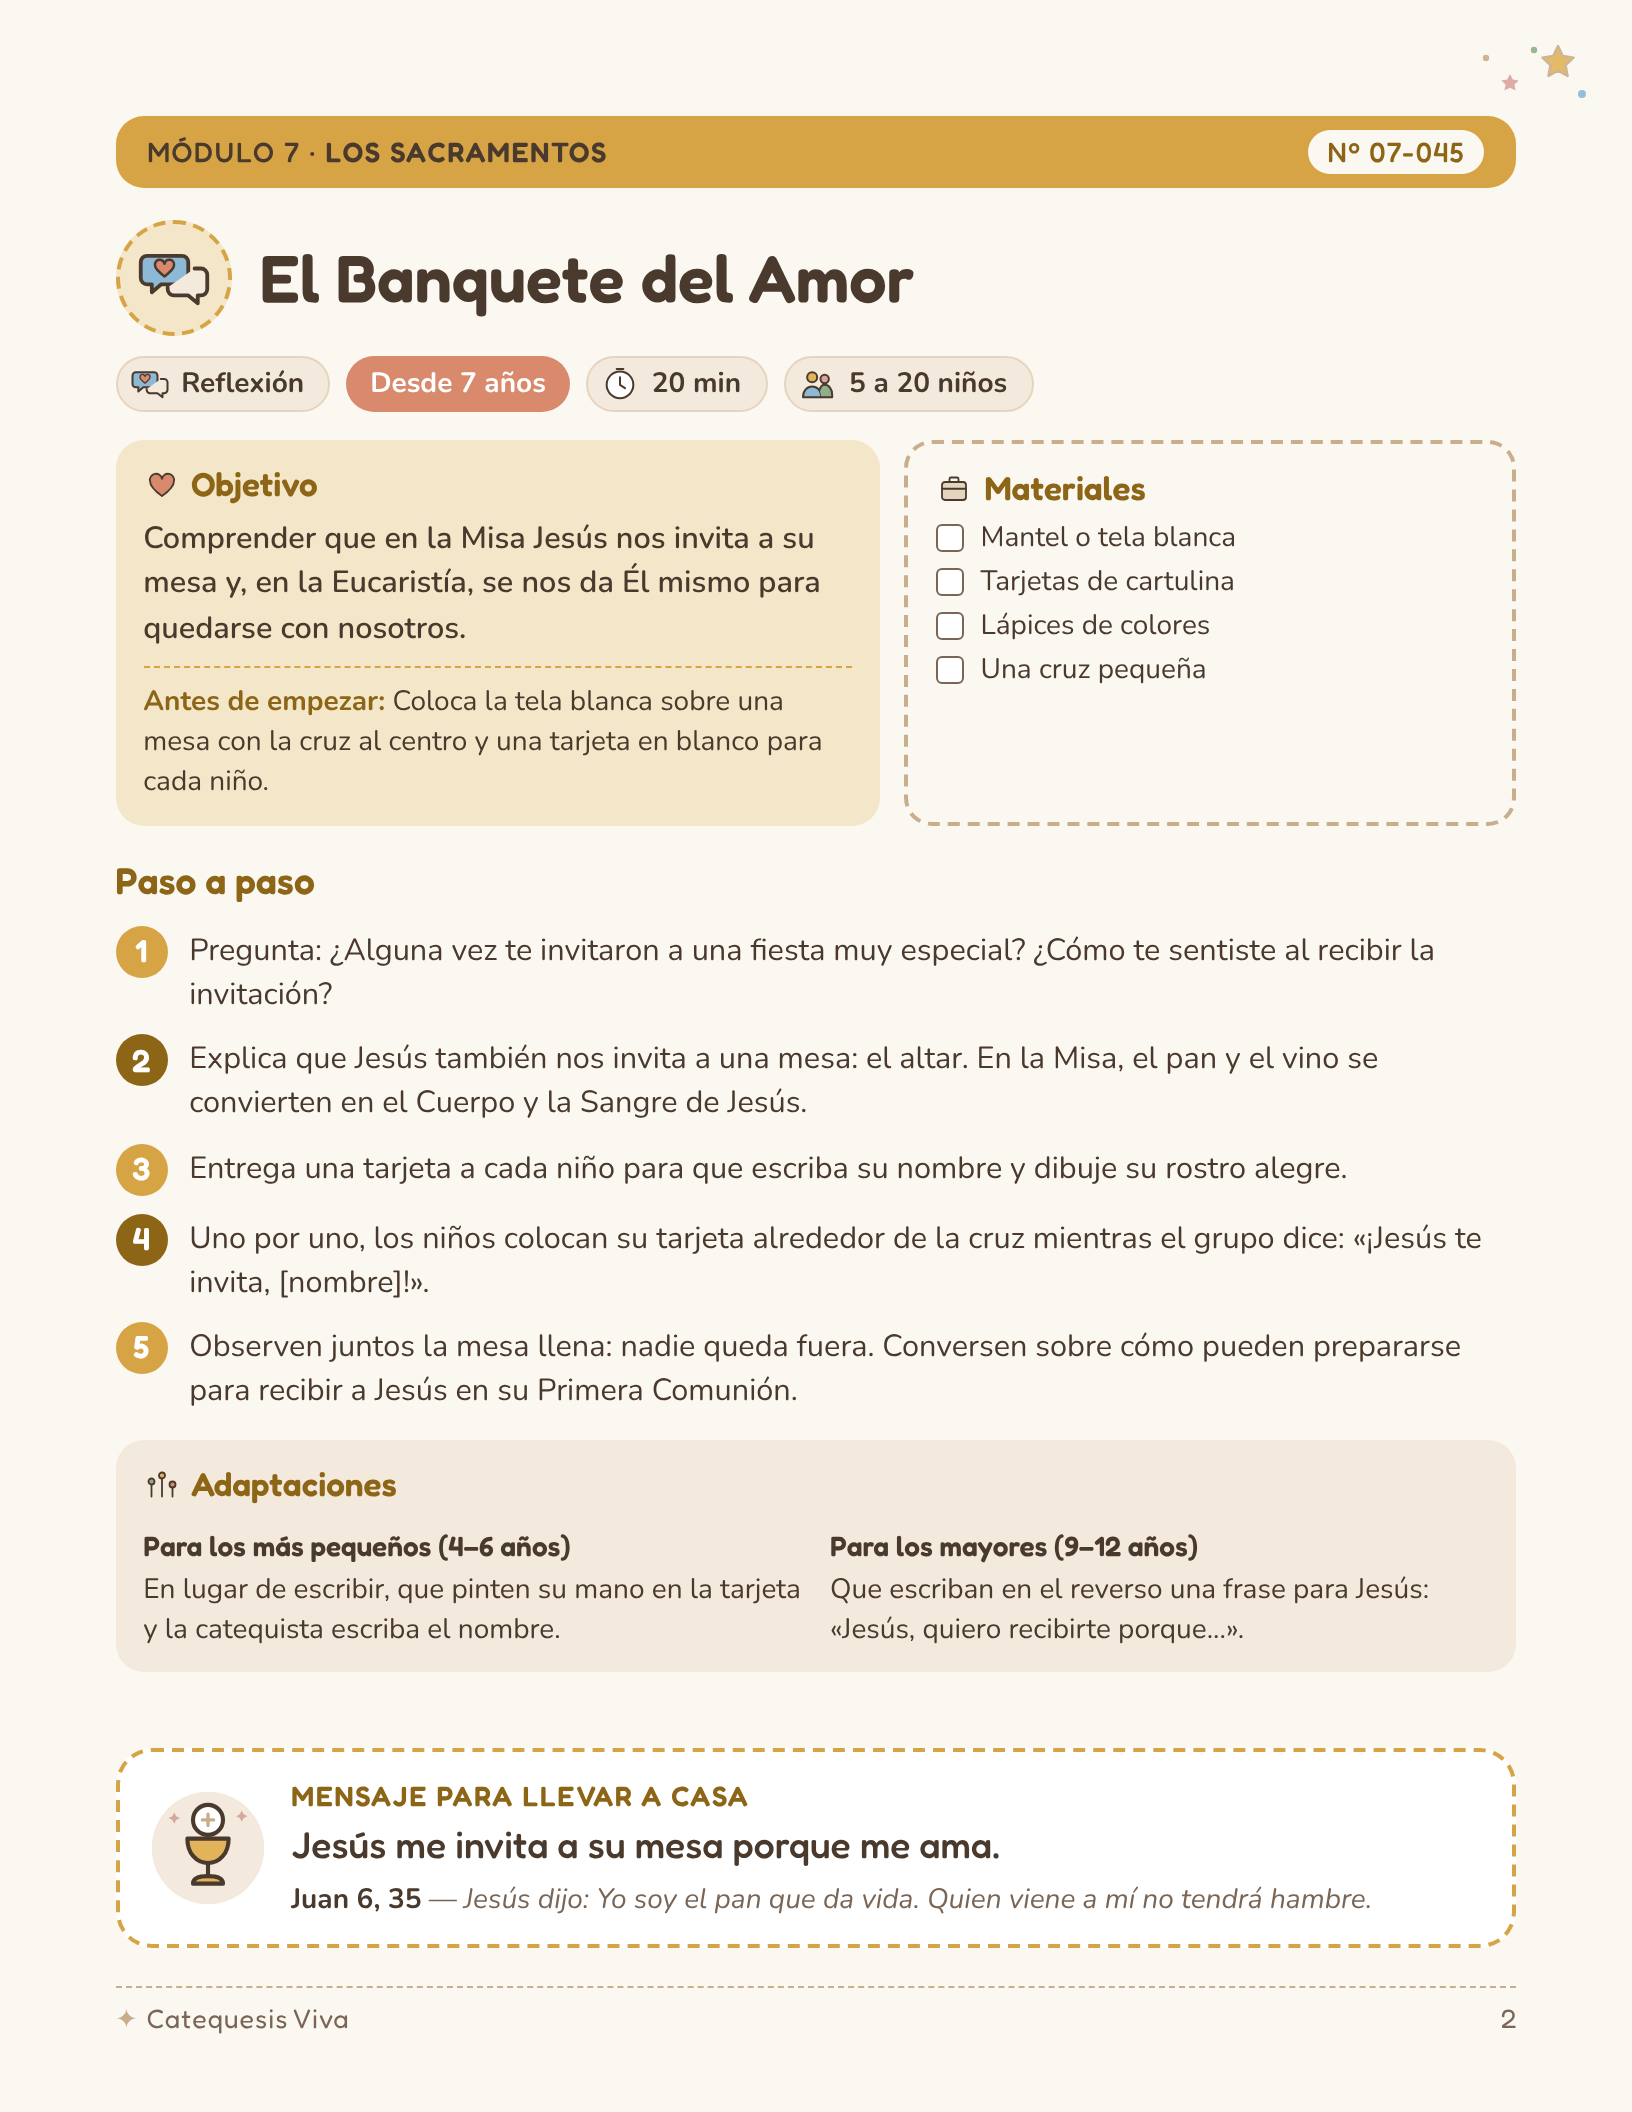 MÓDULO 7 · LOS SACRAMENTOS
Nº 07-045
El Banquete del Amor
Reflexión
Desde 7 años
20 min
5 a 20 niños
Objetivo
Comprender que en la Misa Jesús nos invita a su
mesa y, en la Eucaristía, se nos da Él mismo para
quedarse con nosotros.
Antes de empezar: Coloca la tela blanca sobre una
mesa con la cruz al centro y una tarjeta en blanco para
cada niño.
Materiales
Mantel o tela blanca
Tarjetas de cartulina
Lápices de colores
Una cruz pequeña
Paso a paso
1 Pregunta: ¿Alguna vez te invitaron a una fiesta muy especial? ¿Cómo te sentiste al recibir la
invitación?
2 Explica que Jesús también nos invita a una mesa: el altar. En la Misa, el pan y el vino se
convierten en el Cuerpo y la Sangre de Jesús.
3 Entrega una tarjeta a cada niño para que escriba su nombre y dibuje su rostro alegre.
4 Uno por uno, los niños colocan su tarjeta alrededor de la cruz mientras el grupo dice: «¡Jesús te
invita, [nombre]!».
5 Observen juntos la mesa llena: nadie queda fuera. Conversen sobre cómo pueden prepararse
para recibir a Jesús en su Primera Comunión.
Adaptaciones
Para los más pequeños (4–6 años)
En lugar de escribir, que pinten su mano en la tarjeta
y la catequista escriba el nombre.
Para los mayores (9–12 años)
Que escriban en el reverso una frase para Jesús:
«Jesús, quiero recibirte porque...».
MENSAJE PARA LLEVAR A CASA
Jesús me invita a su mesa porque me ama.
Juan 6, 35 — Jesús dijo: Yo soy el pan que da vida. Quien viene a mí no tendrá hambre.
Catequesis Viva
2